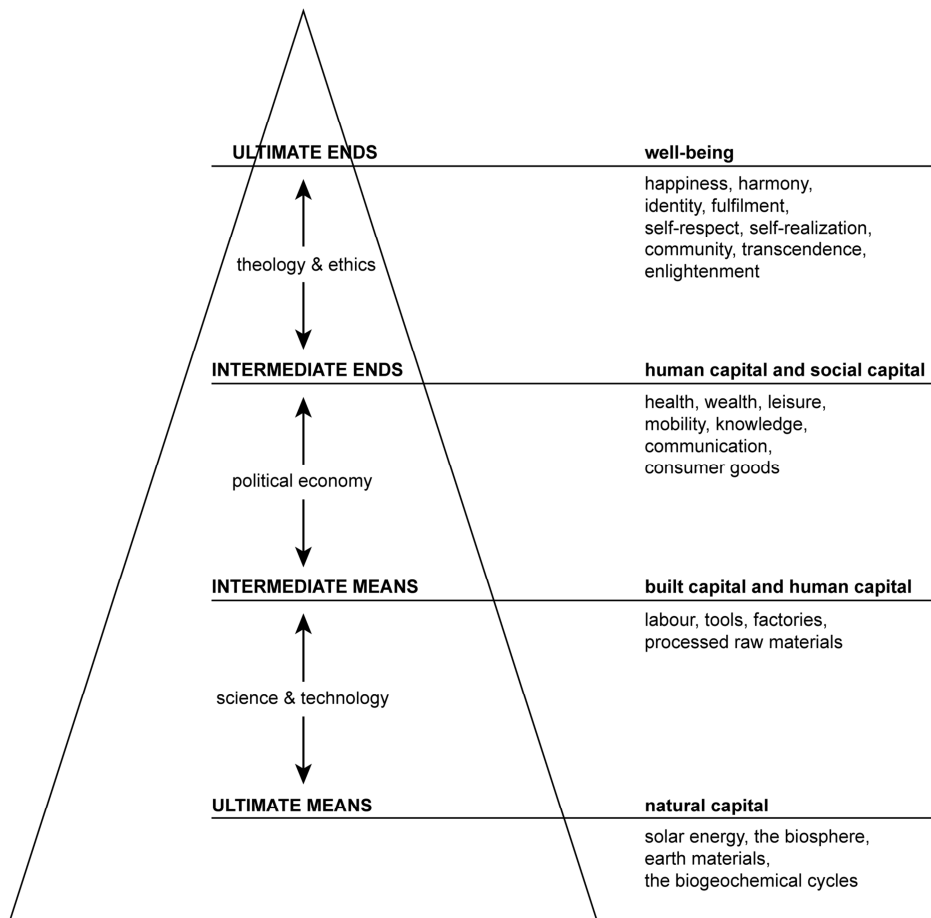 ULTIMATE ENDS
well-being
happiness, harmony,
identity, fulfilment,
self-respect, self-realization,
community, transcendence,
enlightenment
theology & ethics
INTERMEDIATE ENDS
human capital and social capital
health, wealth, leisure,
mobility, knowledge,
communication,
consumer goods
political economy
INTERMEDIATE MEANS
built capital and human capital
labour, tools, factories,
processed raw materials
science & technology
ULTIMATE MEANS
natural capital
solar energy, the biosphere,
earth materials,
the biogeochemical cycles